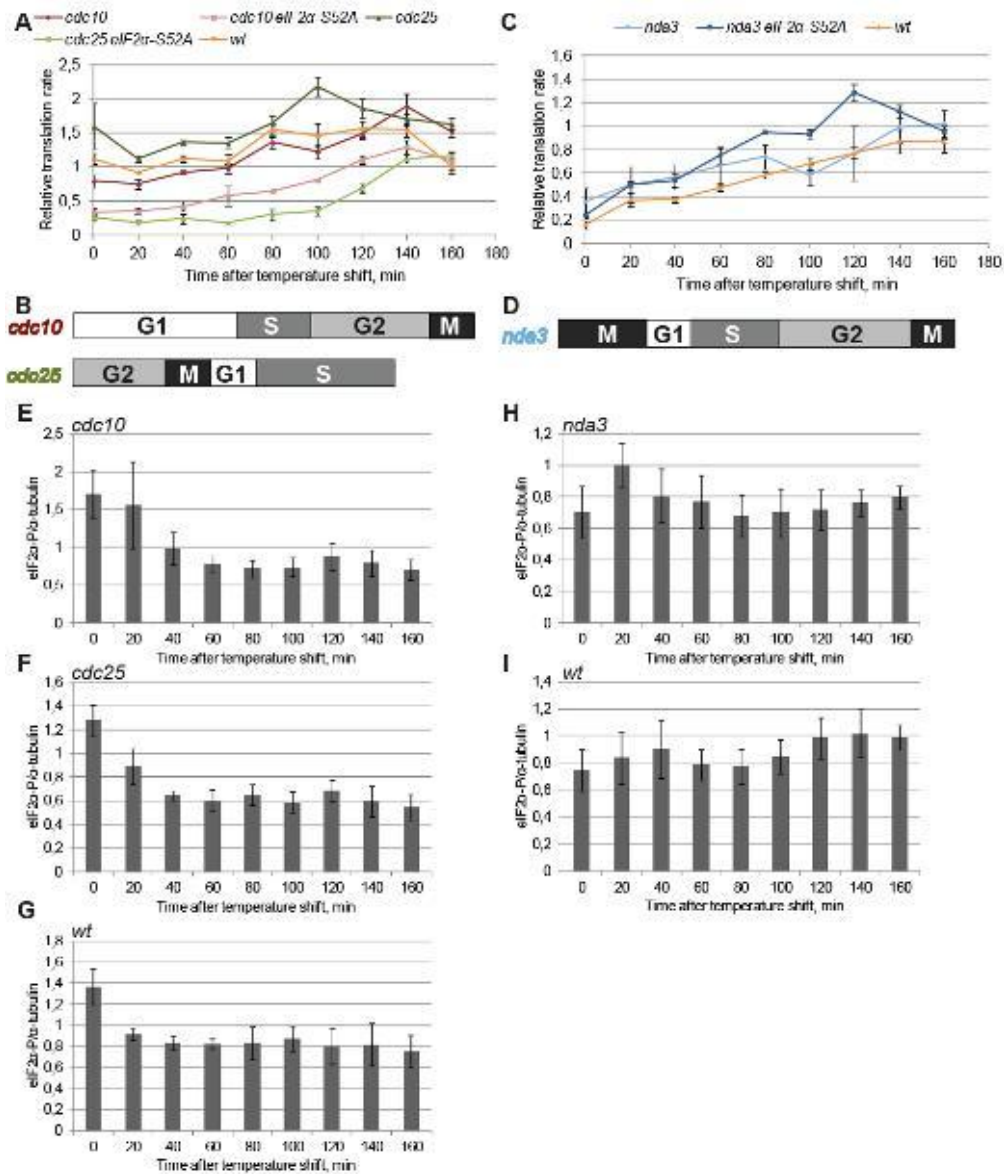 A
cdc10
cdc10 eIF2α-S52A
cdc25
cdc25 eIF2α-S52A
wt
Relative translation rate
2,5
2
1,5
1
0,5
0
0 20 40 60 80 100 120 140 160 180
Time after temperature shift, min
C
nda3
nda3 eIF2α-S52A
wt
Relative translation rate
1,6
1,4
1,2
1
0,8
0,6
0,4
0,2
0
0 20 40 60 80 100 120 140 160 180
Time after temperature shift, min
B
cdc10
G1 S G2 M
cdc25
G2 M G1 S
D
nda3
M G1 S G2 M
E
cdc10
eIF2α-P/α-tubulin
2,5
2
1,5
1
0,5
0
0 20 40 60 80 100 120 140 160
Time after temperature shift, min
F
cdc25
eIF2α-P/α-tubulin
1,6
1,4
1,2
1
0,8
0,6
0,4
0,2
0
0 20 40 60 80 100 120 140 160
Time after temperature shift, min
G
wt
eIF2α-P/α-tubulin
1,8
1,6
1,4
1,2
1
0,8
0,6
0,4
0,2
0
0 20 40 60 80 100 120 140 160
Time after temperature shift, min
H
nda3
eIF2α-P/α-tubulin
1,2
1
0,8
0,6
0,4
0,2
0
0 20 40 60 80 100 120 140 160
Time after temperature shift, min
I
wt
eIF2α-P/α-tubulin
1,4
1,2
1
0,8
0,6
0,4
0,2
0
0 20 40 60 80 100 120 140 160
Time after temperature shift, min